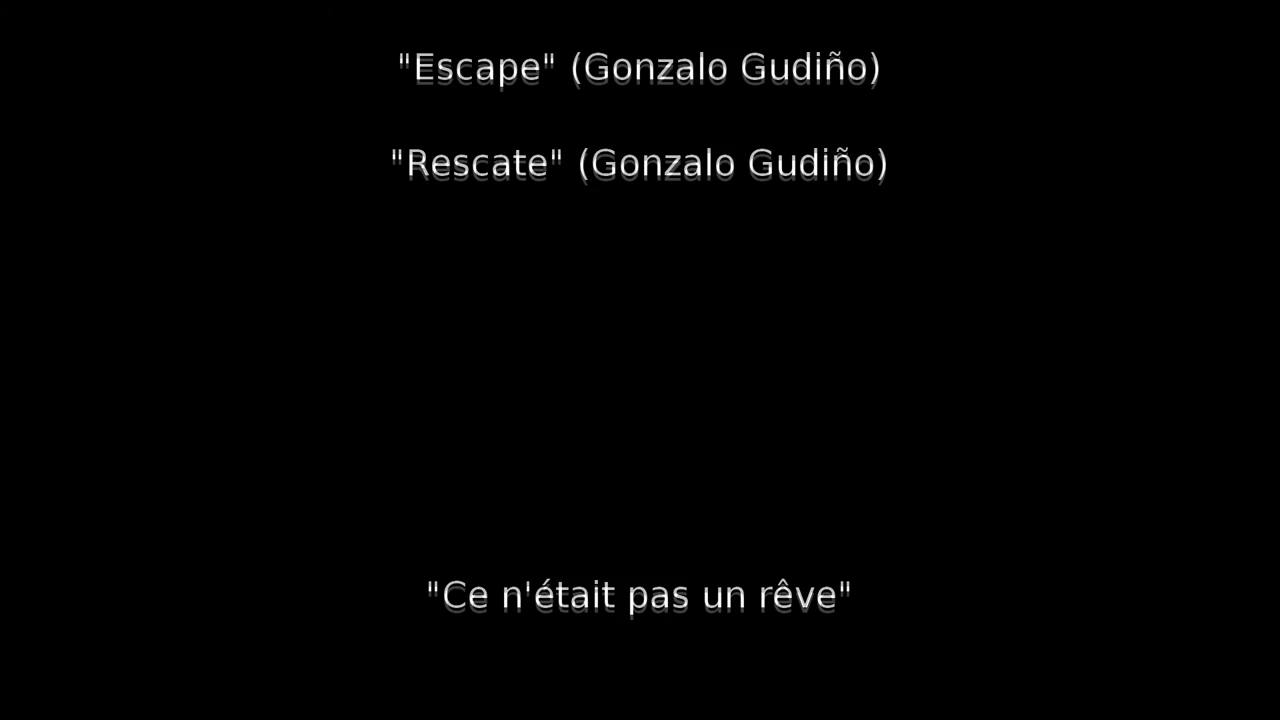 "Escape" (Gonzalo Gudiño)
"Rescate" (Gonzalo Gudiño)
"Ce n'était pas un rêve"